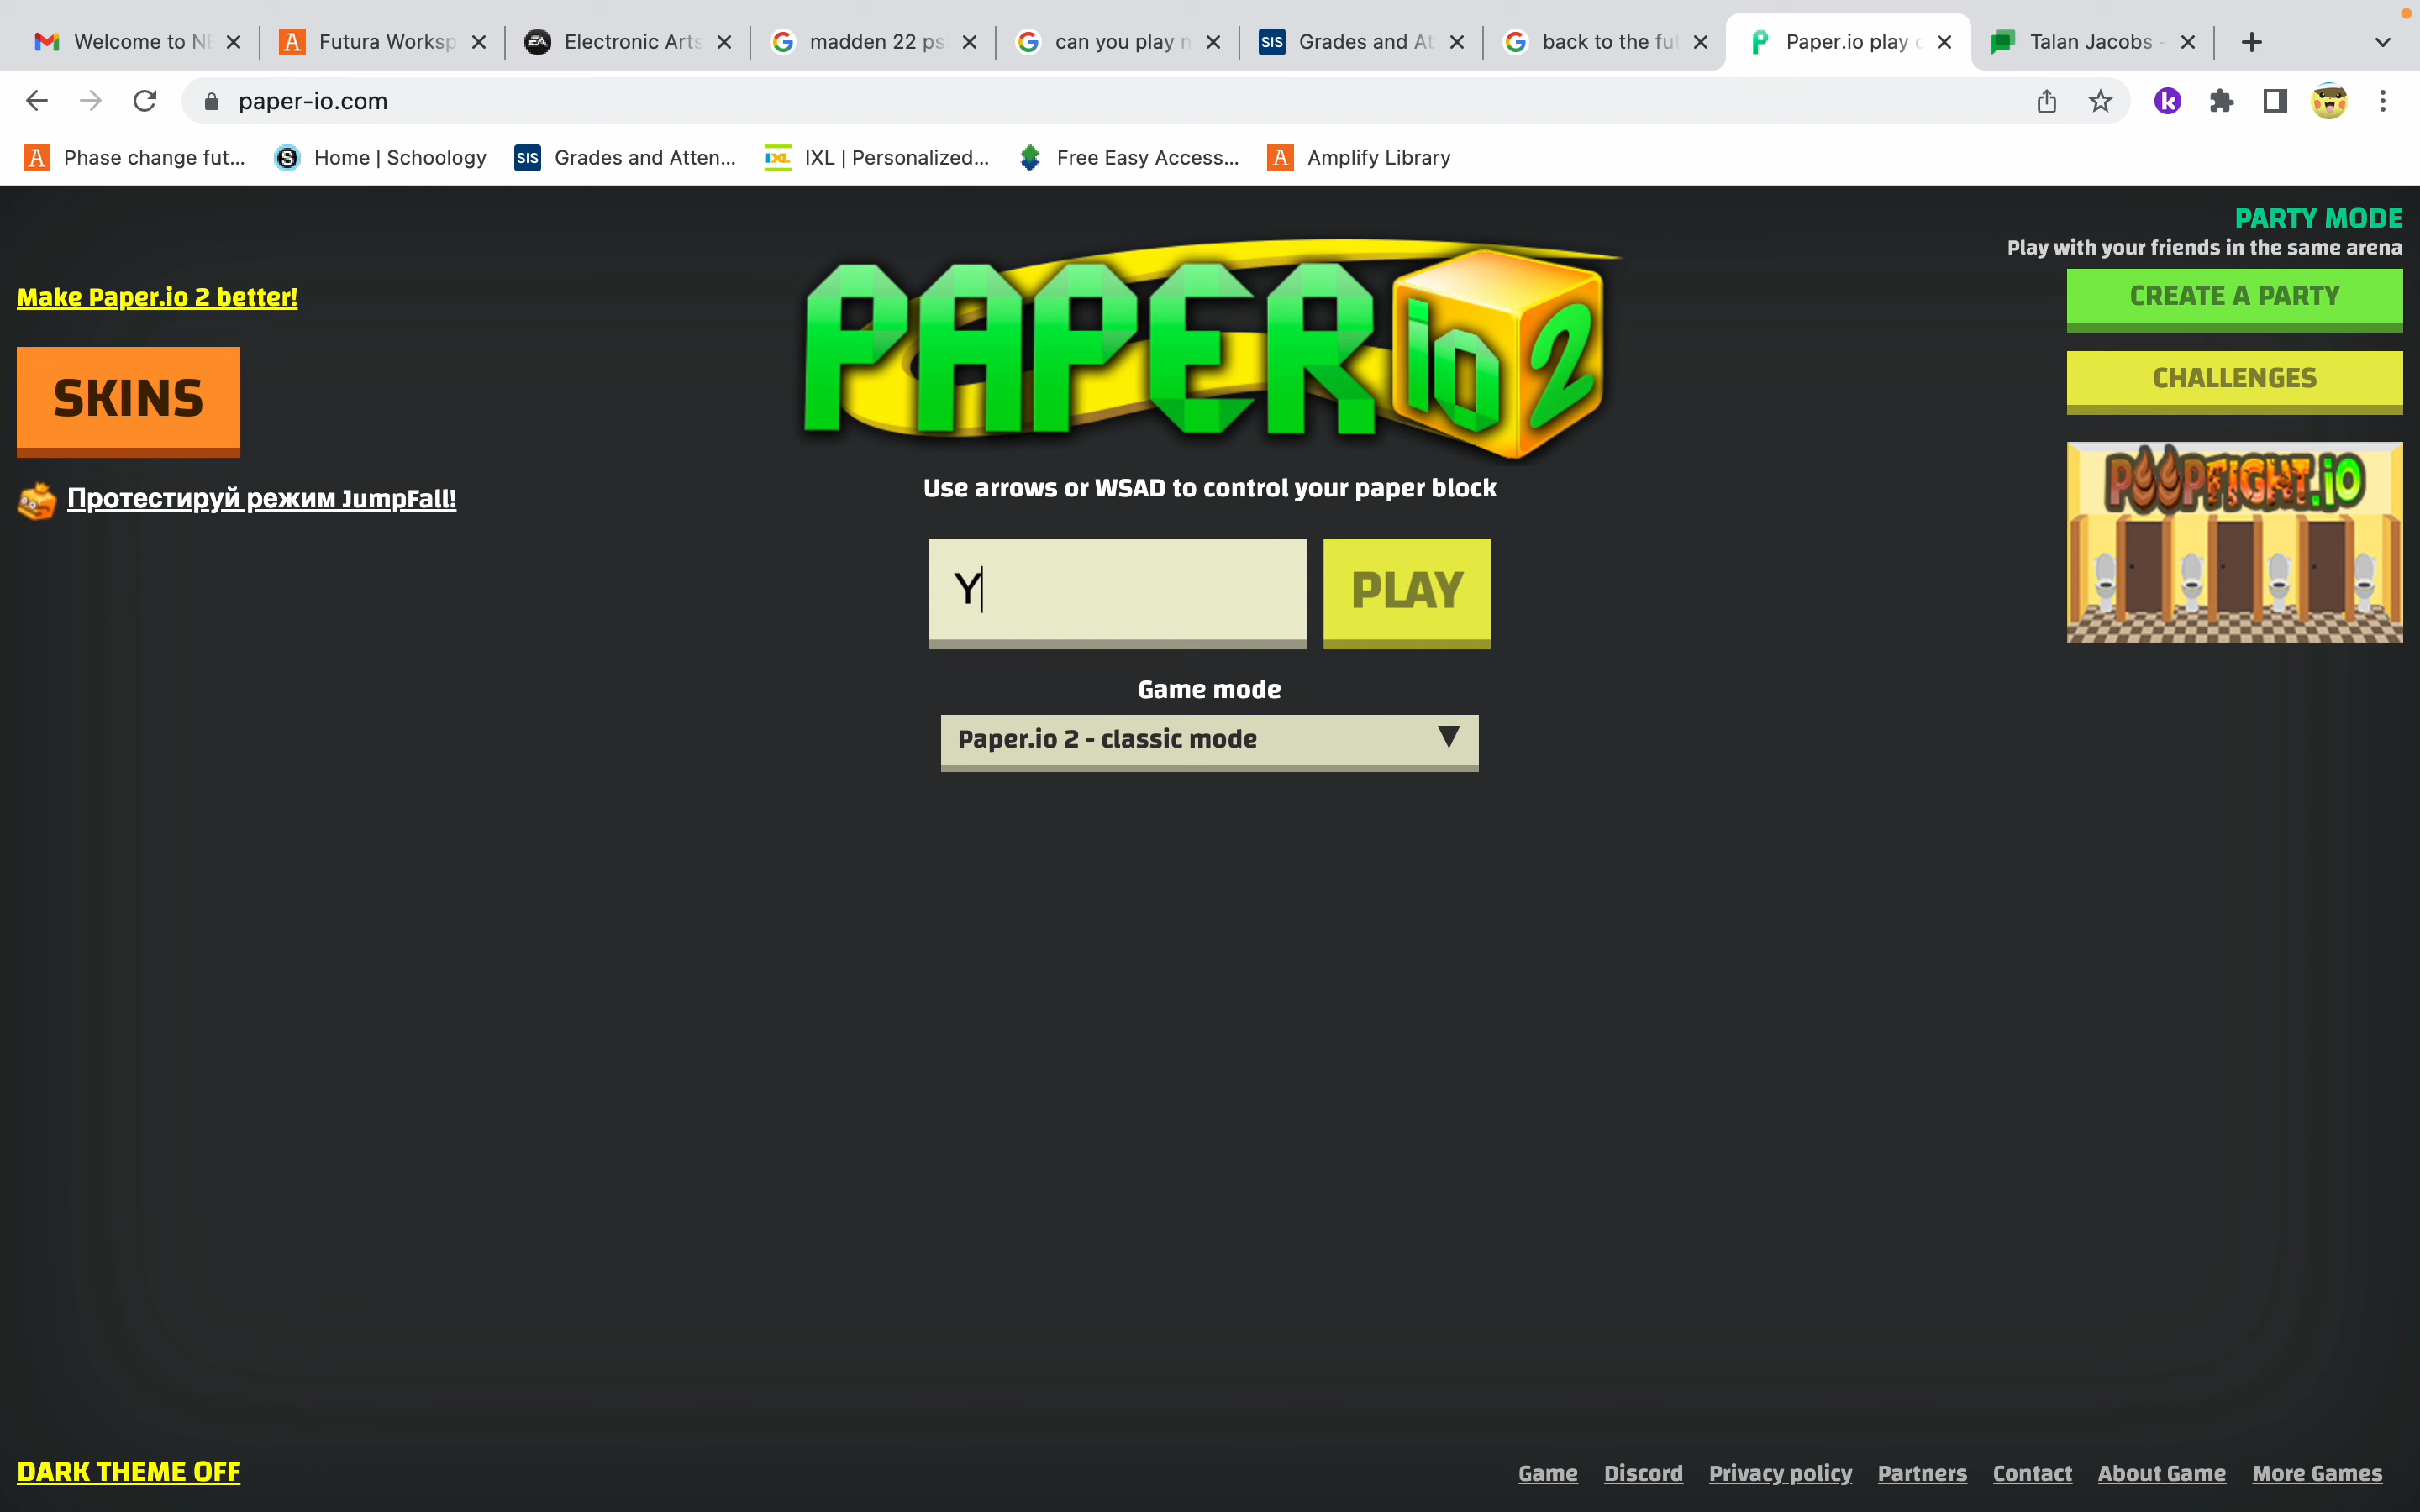 Welcome to NE
Futura Worksp
Electronic Arts
madden 22 ps
can you play n
Grades and At
back to the fut
Paper.io play o
Talan Jacobs -
paper-io.com
Phase change fut...
Home | Schoology
SIS
Grades and Atten...
IXL | Personalized...
Free Easy Access...
Amplify Library
PARTY MODE
Play with your friends in the same arena
CREATE A PARTY
CHALLENGES
Make Paper.io 2 better!
SKINS
Протестируй режим JumpFall!
PAPER io 2
Use arrows or WSAD to control your paper block
Y
PLAY
Game mode
Paper.io 2 - classic mode
POOPFIGHT.IO
DARK THEME OFF
Game
Discord
Privacy policy
Partners
Contact
About Game
More Games